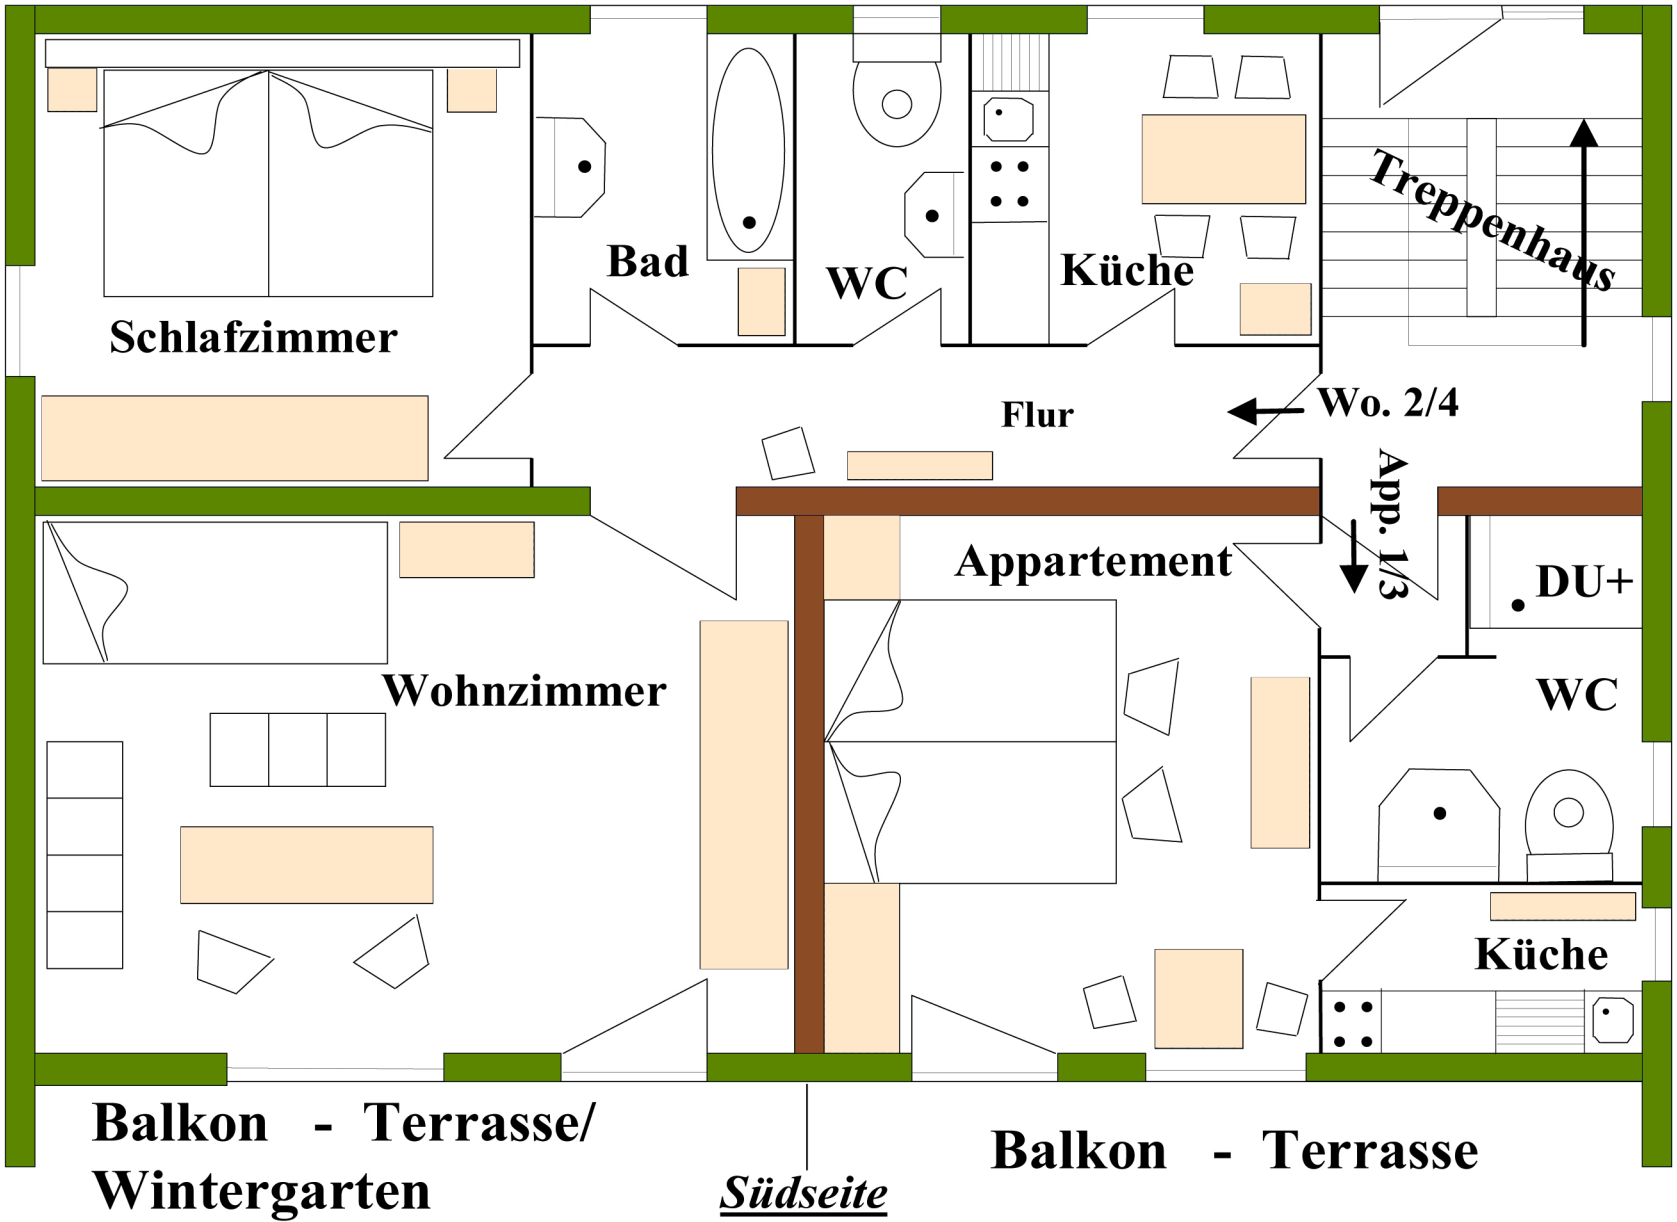 Treppenhaus
Bad
WC
Küche
Schlafzimmer
Flur
Wo. 2/4
App. 1/3
Appartement
DU+
WC
Wohnzimmer
Küche
Balkon - Terrasse/
Wintergarten
Balkon - Terrasse
Südseite